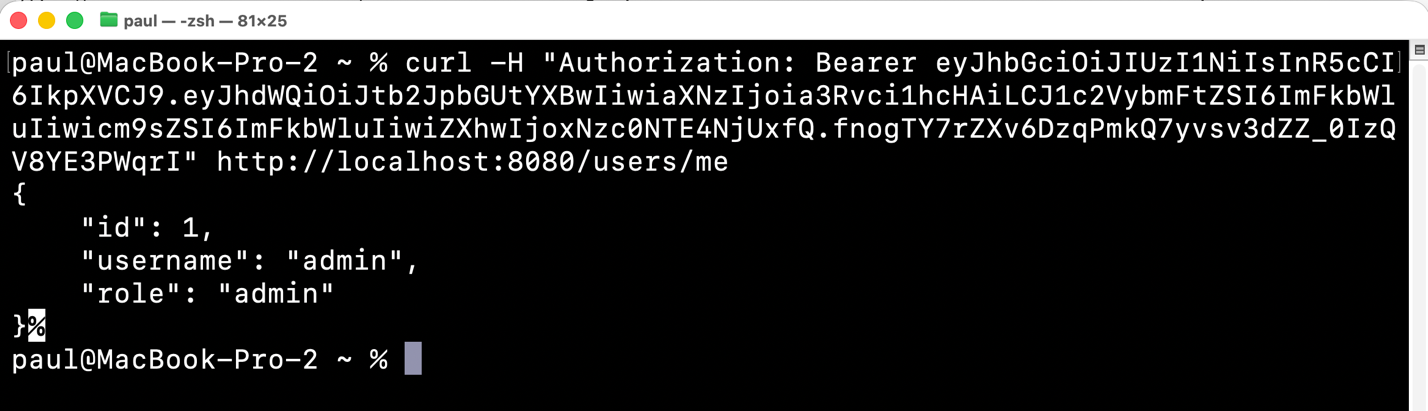 paul — -zsh — 81×25
paul@MacBook-Pro-2 ~ % curl -H "Authorization: Bearer eyJhbGciOiJIUzI1NiIsInR5cCI
6IkpXVCJ9.eyJhdWQiOiJtb2JpbGUtYXBwIiwiaXNzIjoia3Rvci1hcHAiLCJ1c2VybmFtZSI6ImFkbWl
uIiwicm9sZSI6ImFkbWluIiwiZXhwIjoxNzc0NTE4NjUxfQ.fnogTY7rZXv6DzqPmkQ7yvsv3dZZ_0IzQ
V8YE3PWqrI" http://localhost:8080/users/me
{
    "id": 1,
    "username": "admin",
    "role": "admin"
}%
paul@MacBook-Pro-2 ~ %